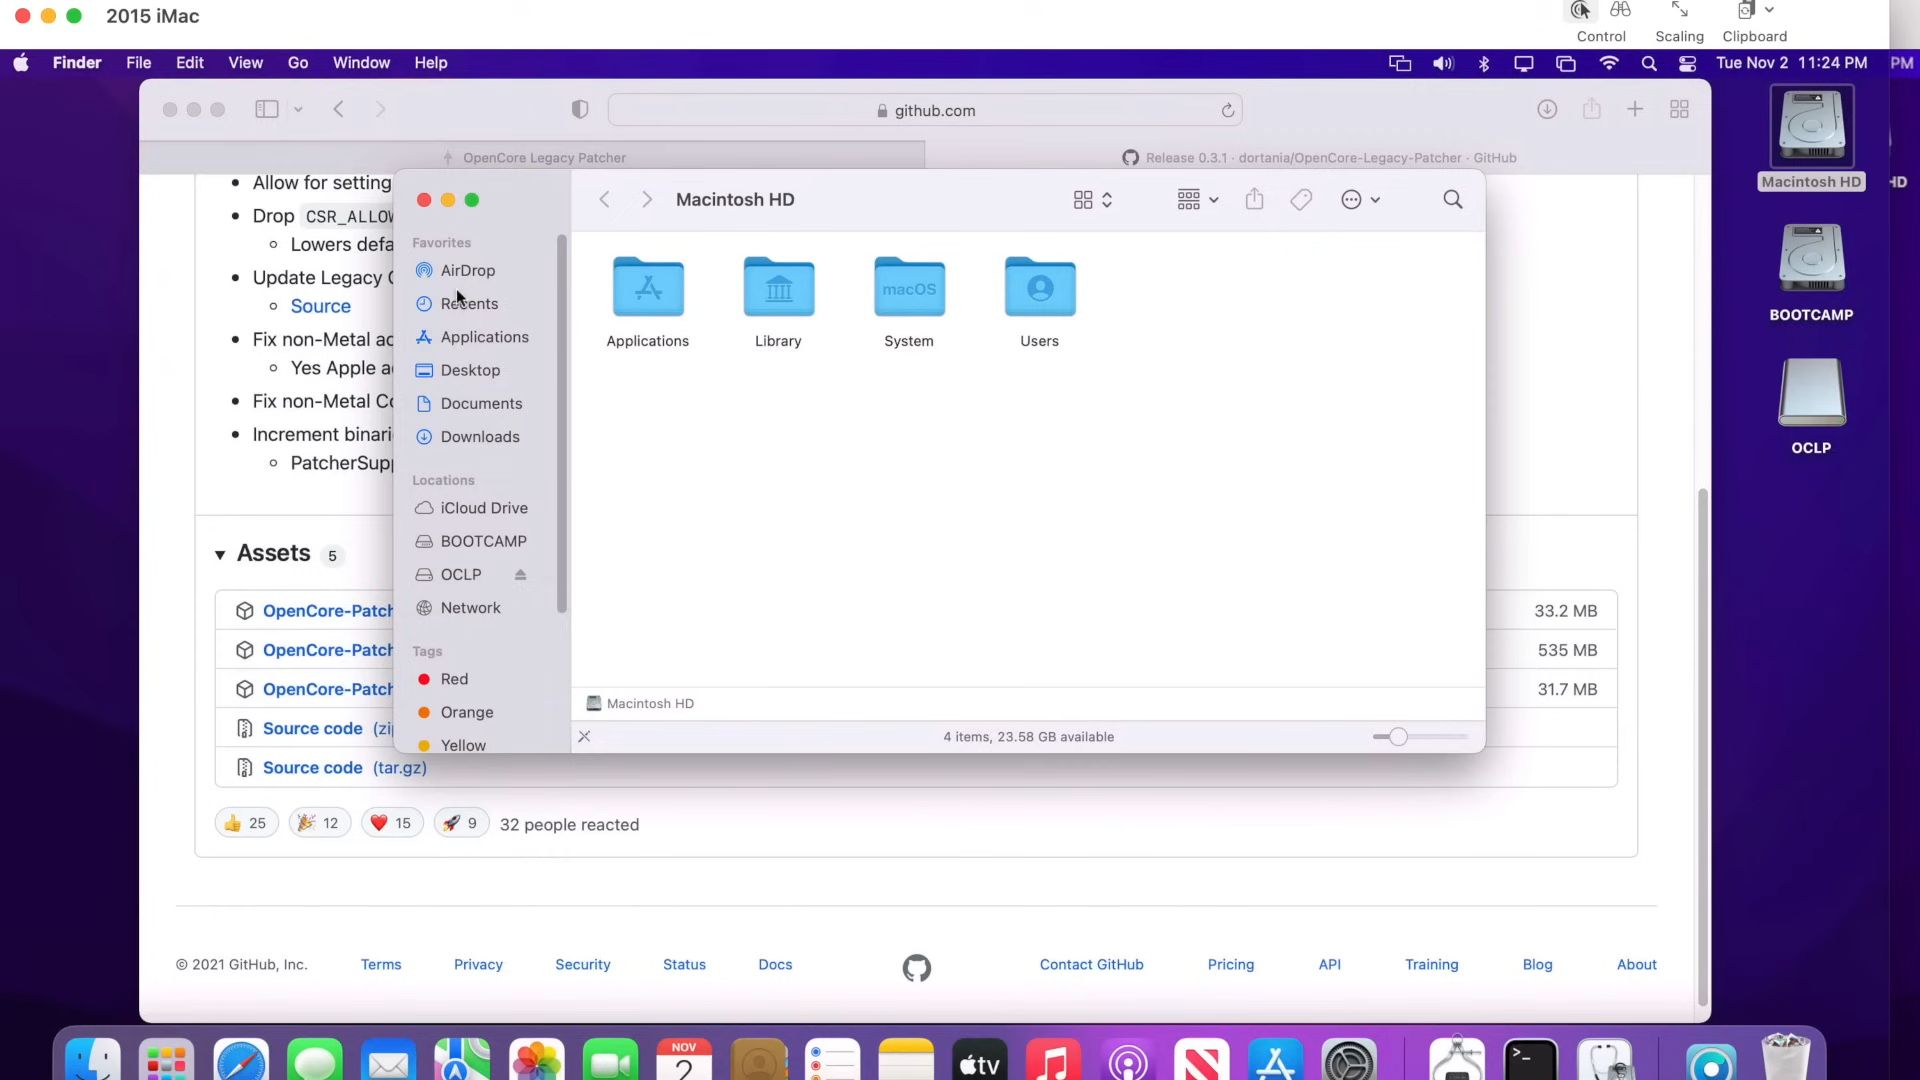 2015 iMac
Control Scaling Clipboard
Finder File Edit View Go Window Help
Tue Nov 2 11:24 PM
PM
github.com
OpenCore Legacy Patcher
Release 0.3.1 · dortania/OpenCore-Legacy-Patcher · GitHub
Allow for setting
Drop CSR_ALLOW
Lowers defa
Update Legacy
Source
Fix non-Metal ac
Yes Apple a
Fix non-Metal Co
Increment binari
PatcherSupp
Macintosh HD
Favorites
AirDrop
Recents
Applications
Desktop
Documents
Downloads
Locations
iCloud Drive
BOOTCAMP
OCLP
Network
Tags
Red
Orange
Yellow
macOS
Applications Library System Users
Macintosh HD
4 items, 23.58 GB available
Macintosh HD
HD
BOOTCAMP
OCLP
Assets 5
OpenCore-Patch 33.2 MB
OpenCore-Patch 535 MB
OpenCore-Patch 31.7 MB
Source code (zi
Source code (tar.gz)
25 12 15 9 32 people reacted
© 2021 GitHub, Inc. Terms Privacy Security Status Docs Contact GitHub Pricing API Training Blog About
NOV
2
tv